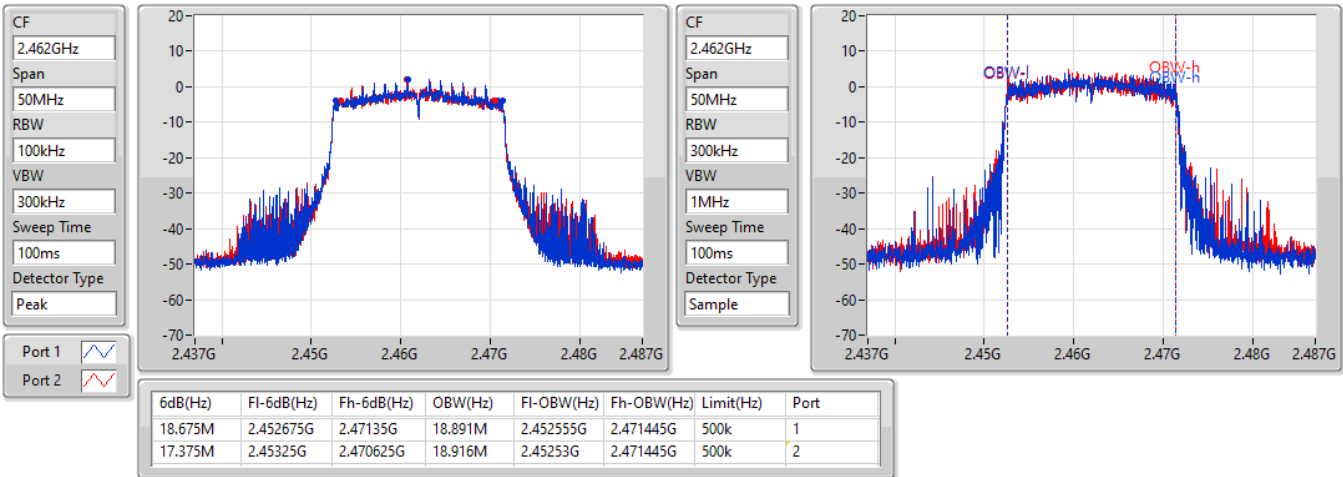 CF
2.462GHz
Span
50MHz
RBW
100kHz
VBW
300kHz
Sweep Time
100ms
Detector Type
Peak
Port 1
Port 2
20
10
0
-10
-20
-30
-40
-50
-60
-70
2.437G 2.45G 2.46G 2.47G 2.48G 2.487G
CF
2.462GHz
Span
50MHz
RBW
300kHz
VBW
1MHz
Sweep Time
100ms
Detector Type
Sample
20
10
0
-10
-20
-30
-40
-50
-60
-70
OBW-l
OBW-h
OBW-h
2.437G 2.45G 2.46G 2.47G 2.48G 2.487G
6dB(Hz) Fl-6dB(Hz) Fh-6dB(Hz) OBW(Hz) Fl-OBW(Hz) Fh-OBW(Hz) Limit(Hz) Port
18.675M 2.452675G 2.47135G 18.891M 2.452555G 2.471445G 500k 1
17.375M 2.45325G 2.470625G 18.916M 2.45253G 2.471445G 500k 2